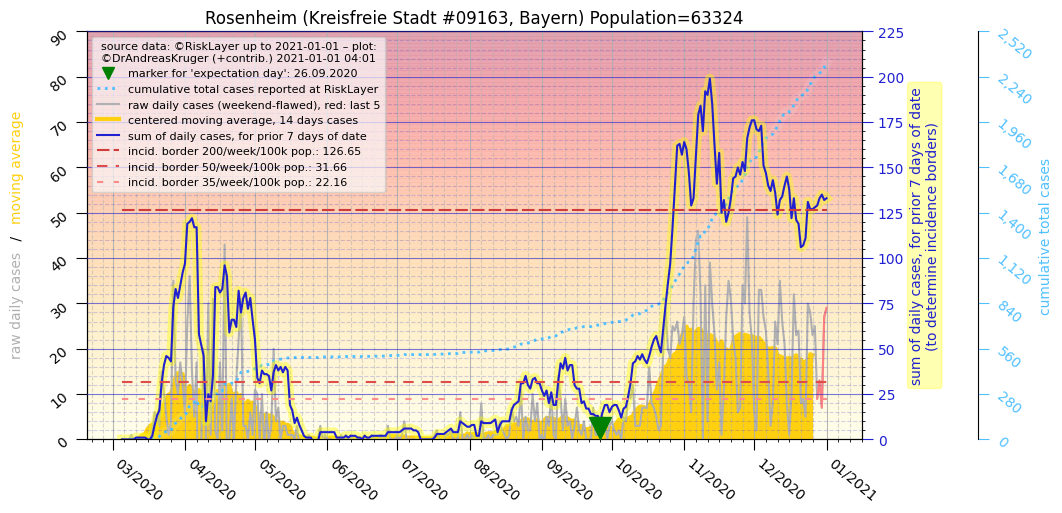 Rosenheim (Kreisfreie Stadt #09163, Bayern) Population=63324
source data: ©RiskLayer up to 2021-01-01 – plot:
©DrAndreasKruger (+contrib.) 2021-01-01 04:01
marker for 'expectation day': 26.09.2020
cumulative total cases reported at RiskLayer
raw daily cases (weekend-flawed), red: last 5
centered moving average, 14 days cases
sum of daily cases, for prior 7 days of date
incid. border 200/week/100k pop.: 126.65
incid. border 50/week/100k pop.: 31.66
incid. border 35/week/100k pop.: 22.16
raw daily cases / moving average
90
80
70
60
50
40
30
20
10
0
225
200
175
150
125
100
75
50
25
0
sum of daily cases, for prior 7 days of date
(to determine incidence borders)
2,520
2,240
1,960
1,680
1,400
1,120
840
560
280
0
cumulative total cases
03/2020
04/2020
05/2020
06/2020
07/2020
08/2020
09/2020
10/2020
11/2020
12/2020
01/2021